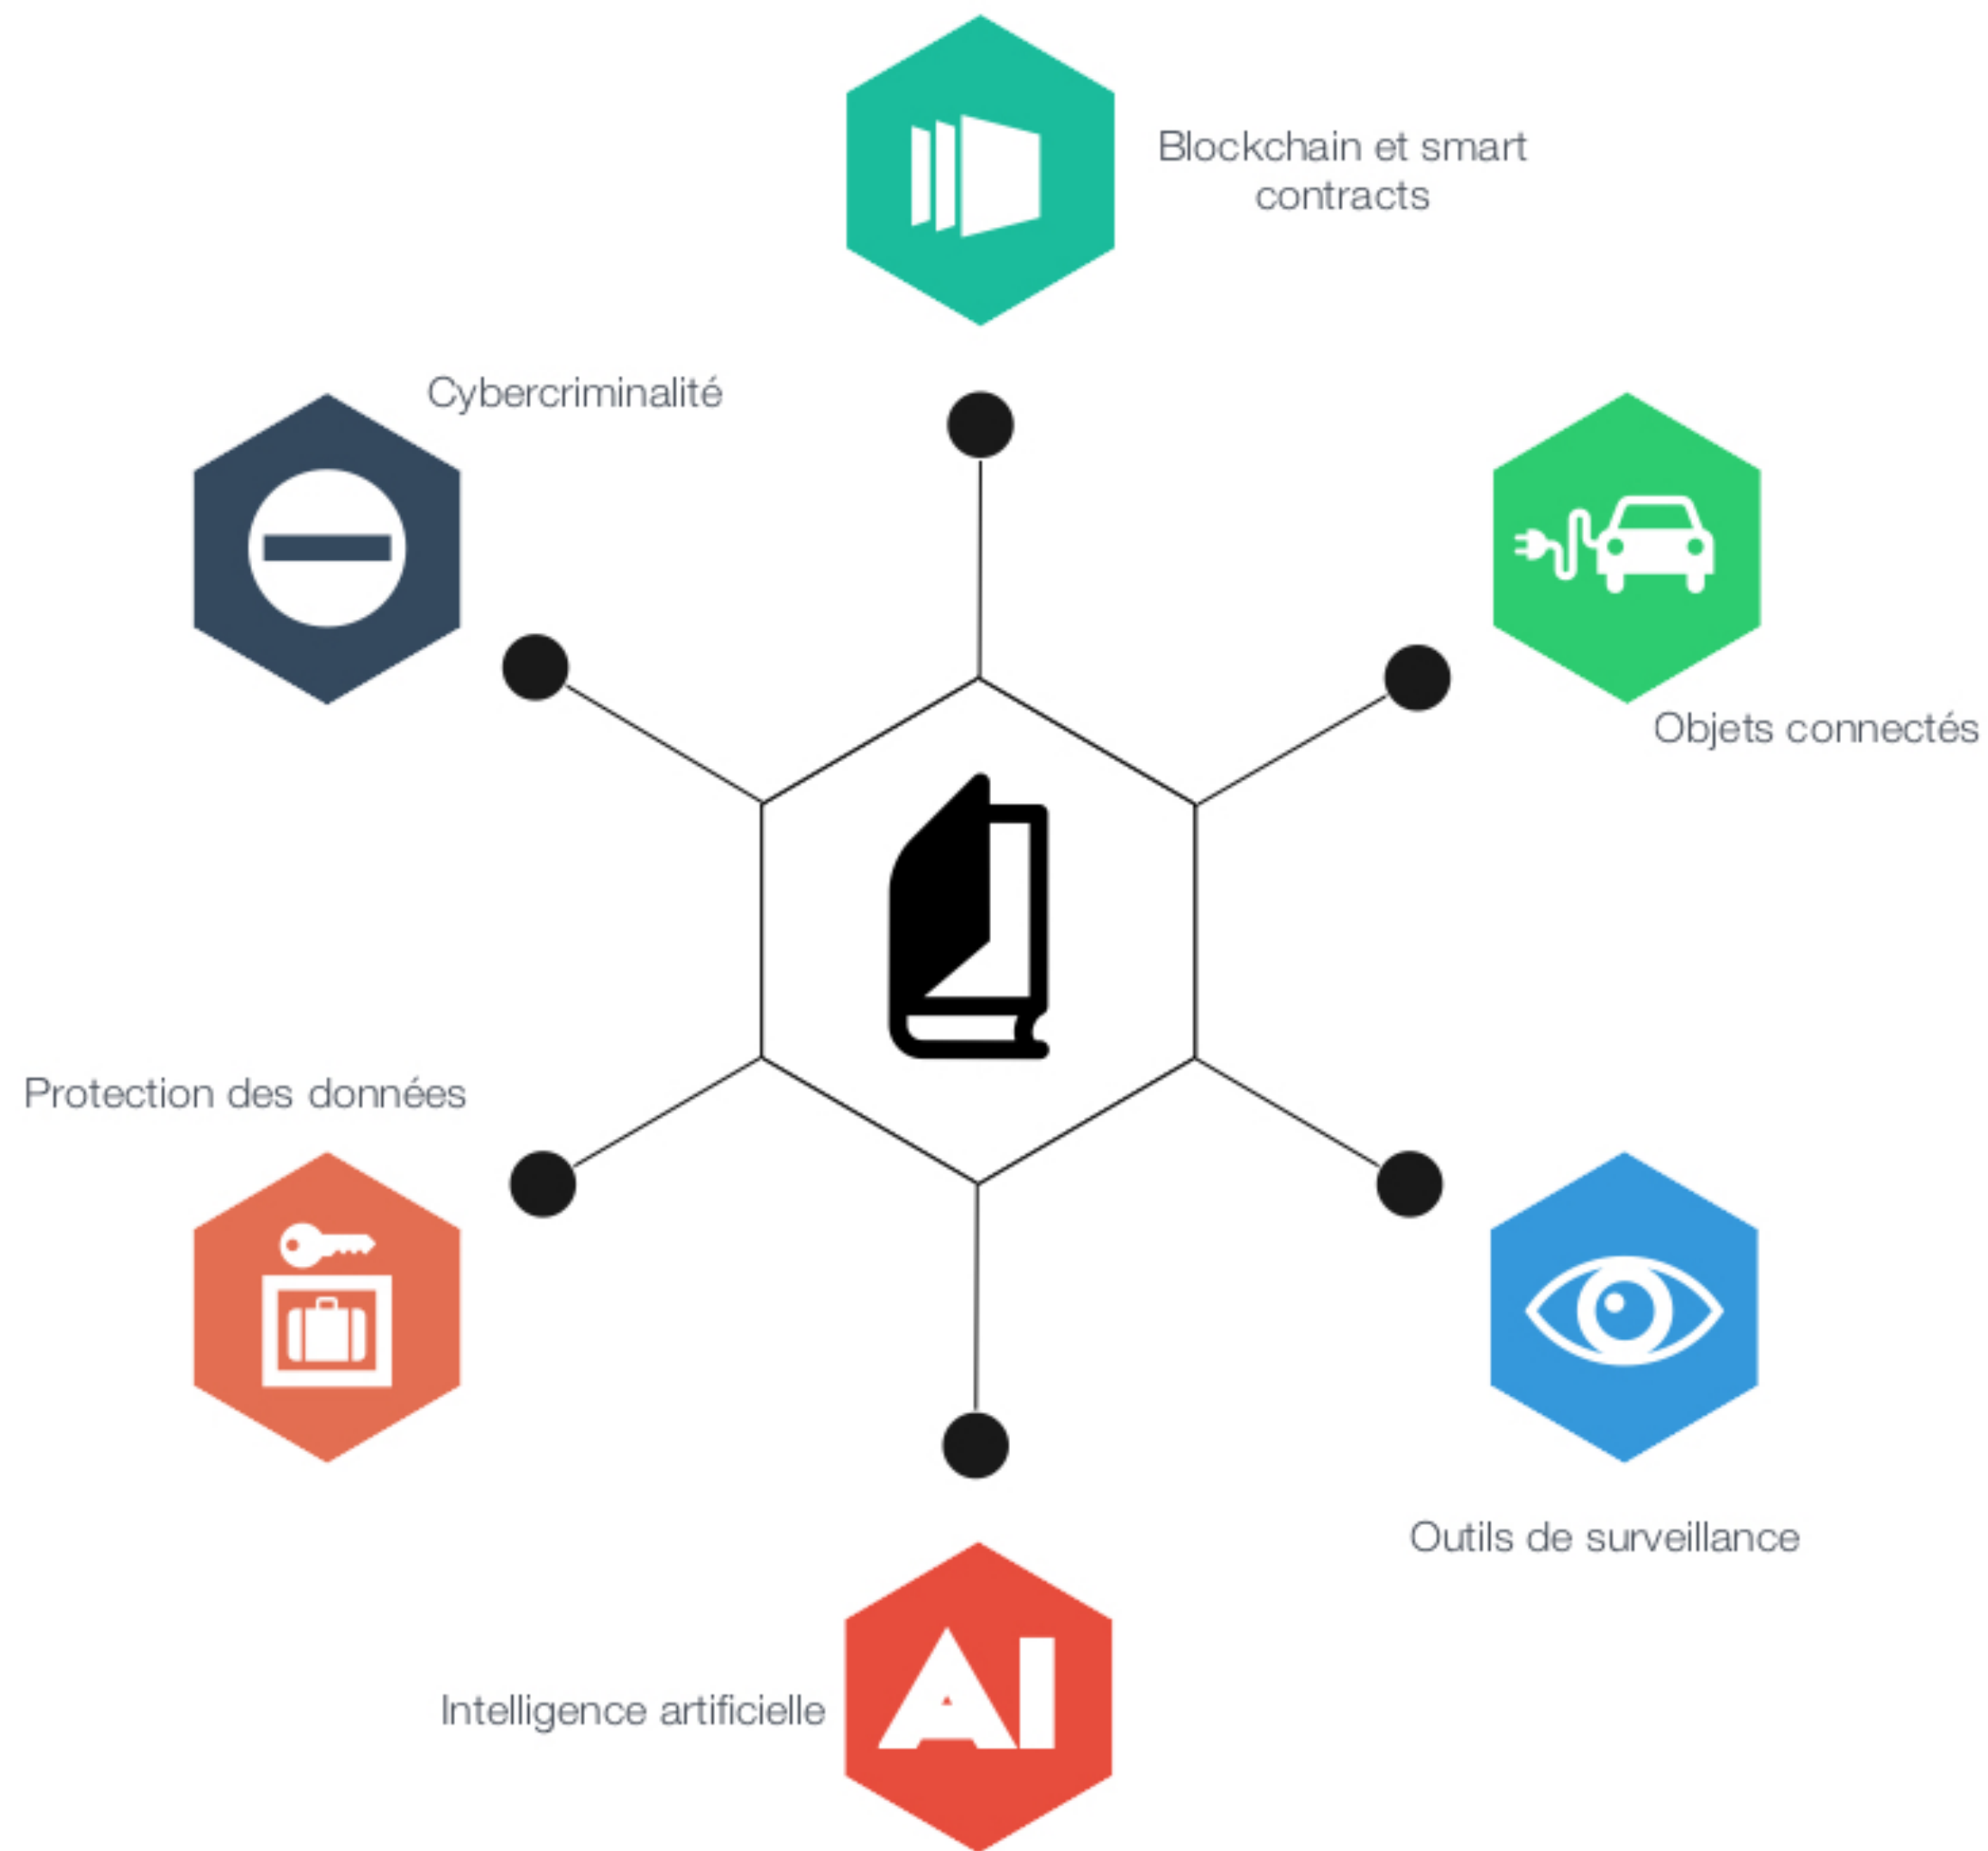 Blockchain et smart
contracts
Cybercriminalité
Objets connectés
Protection des données
Outils de surveillance
Intelligence artificielle
AI